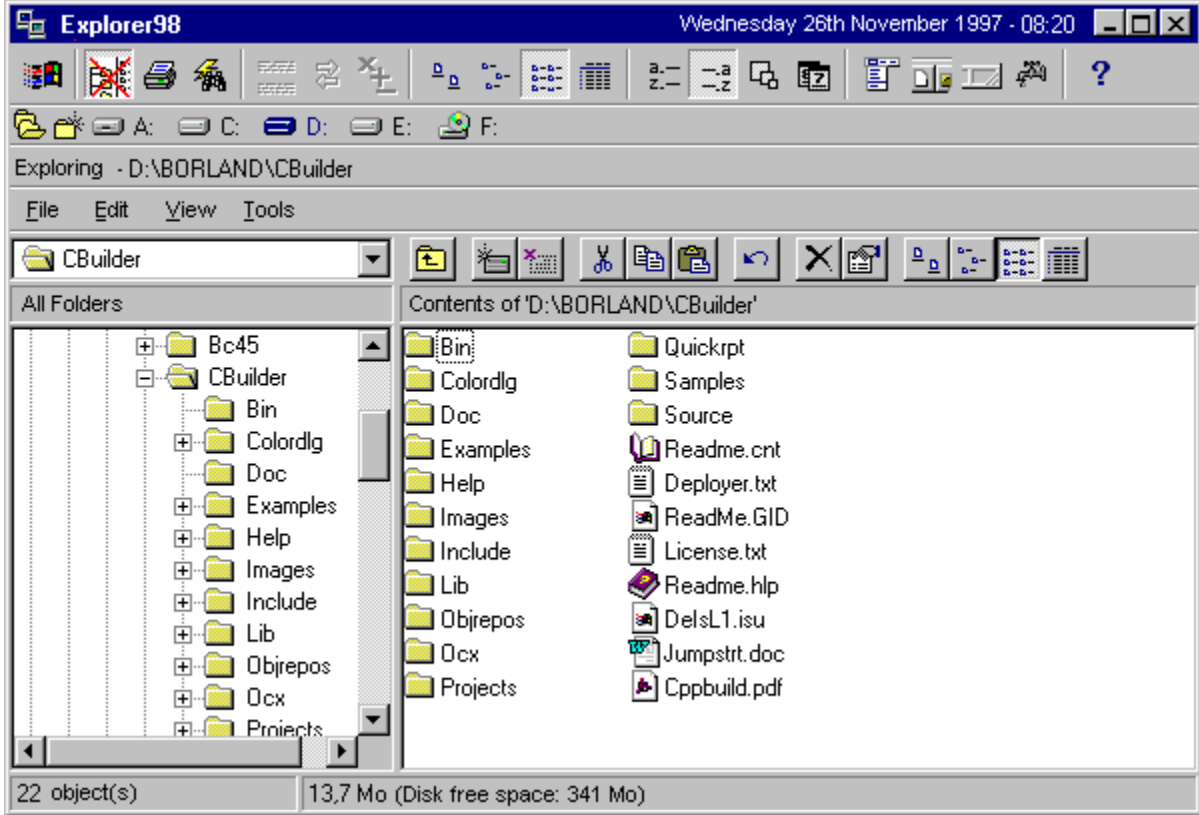 Explorer98 Wednesday 26th November 1997 - 08:20
a: z: :a :z ?
A: C: D: E: F:
Exploring - D:\BORLAND\CBuilder
File Edit View Tools
CBuilder
All Folders Contents of 'D:\BORLAND\CBuilder'
Bc45 Bin Quickrpt
CBuilder Colordlg Samples
Bin Doc Source
Colordlg Examples Readme.cnt
Doc Help Deployer.txt
Examples Images ReadMe.GID
Help Include License.txt
Images Lib Readme.hlp
Include Objrepos DelsL1.isu
Lib Ocx Jumpstrt.doc
Objrepos Projects Cppbuild.pdf
Ocx
Projects
22 object(s) 13,7 Mo (Disk free space: 341 Mo)